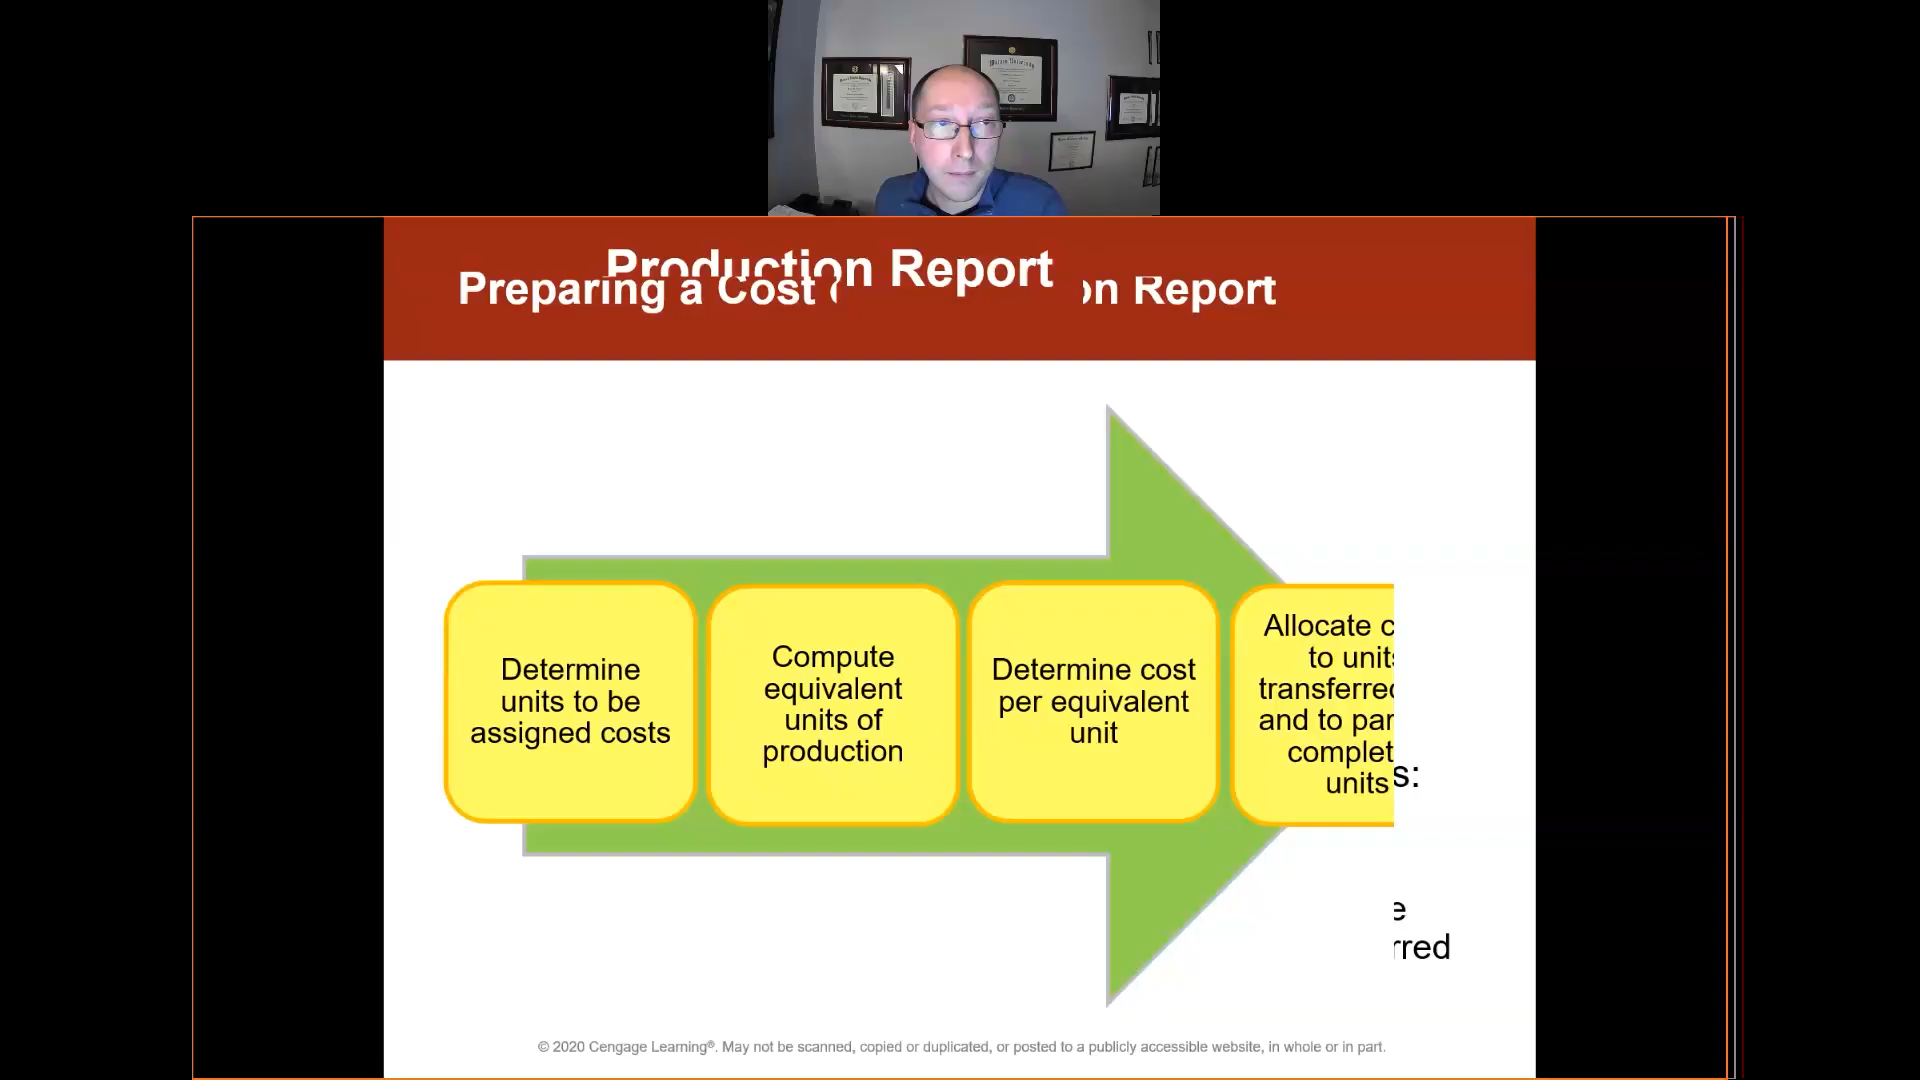 Production Report
Preparing a Cost on Report
Determine
units to be
assigned costs
Compute
equivalent
units of
production
Determine cost
per equivalent
unit
Allocate c
to units
transferred
and to par
complet
units
s:
e
rred
© 2020 Cengage Learning®. May not be scanned, copied or duplicated, or posted to a publicly accessible website, in whole or in part.